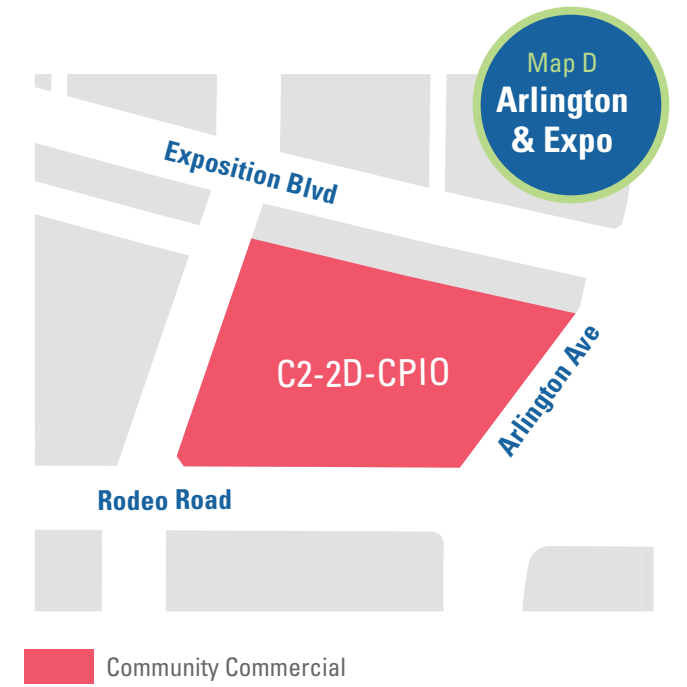 Map D
Arlington
& Expo
Exposition Blvd
C2-2D-CPIO
Arlington Ave
Rodeo Road
Community Commercial